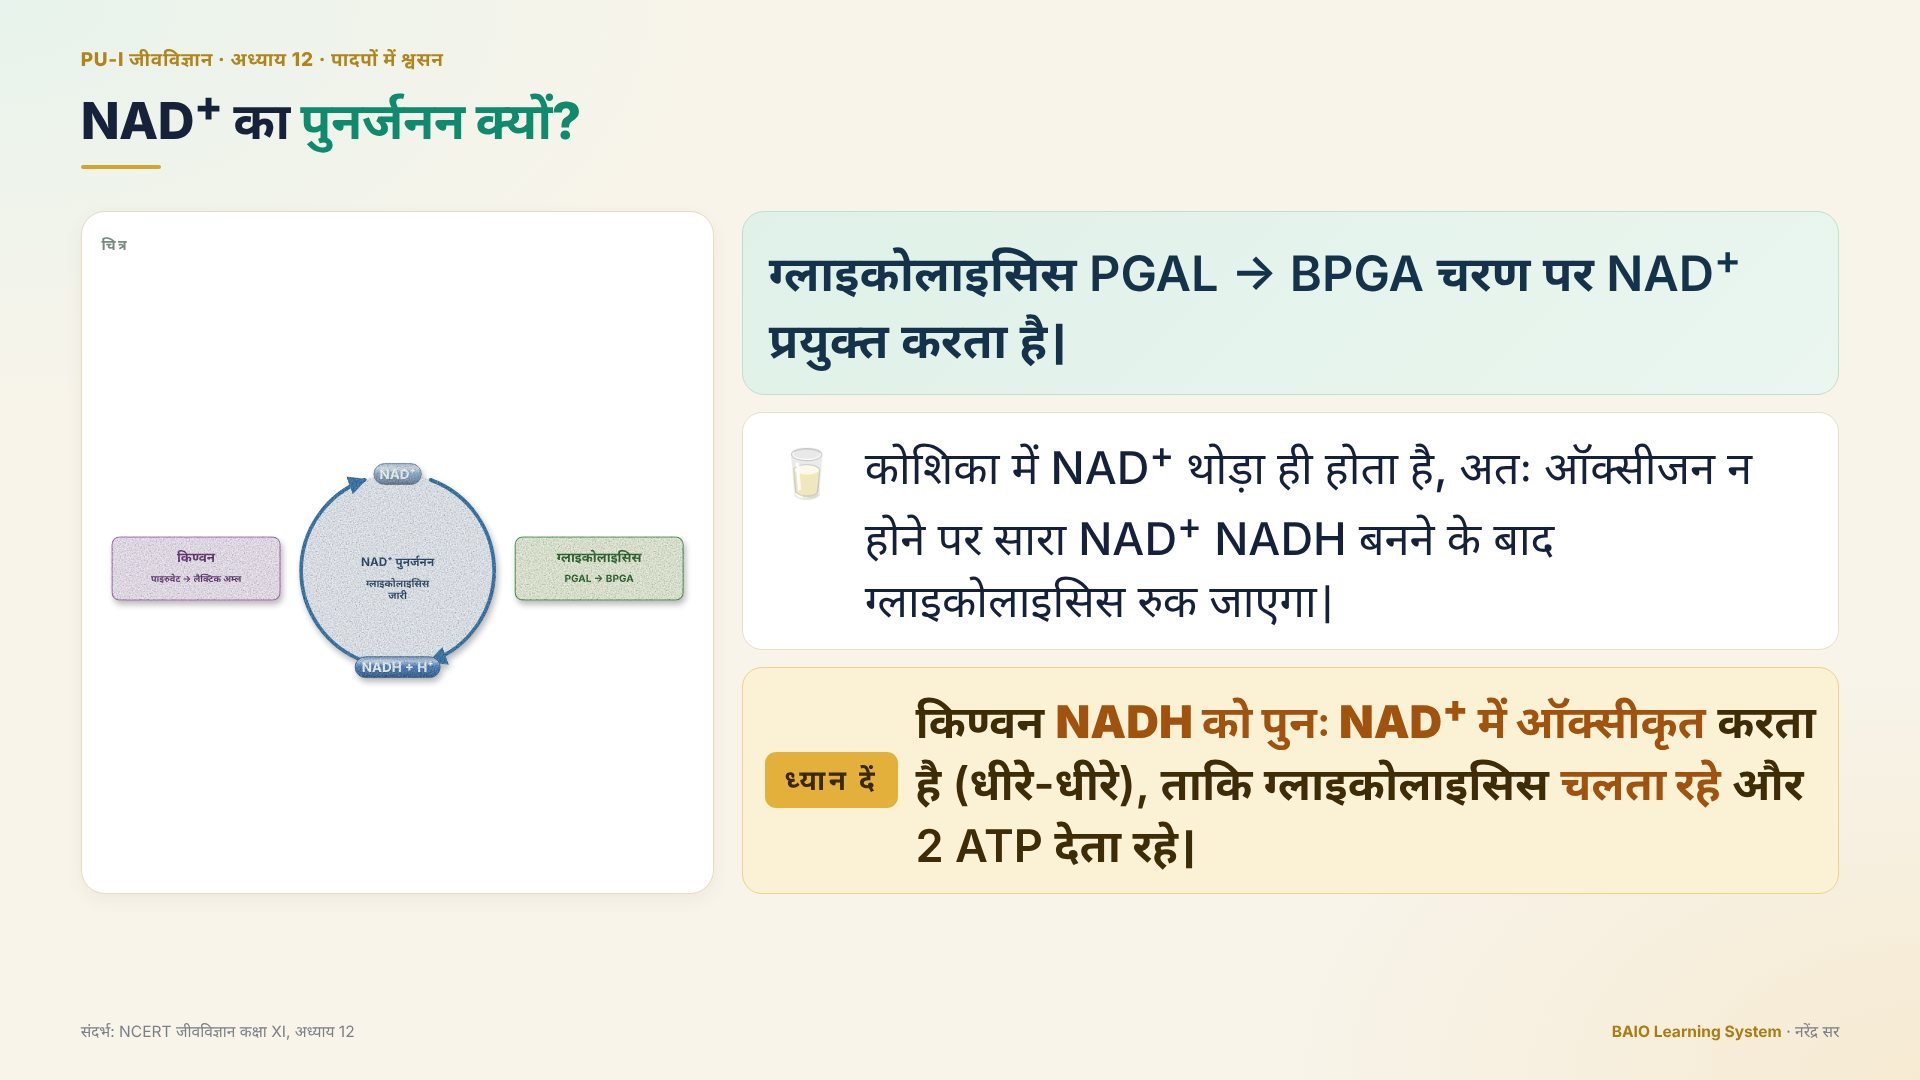 PU-I जीवविज्ञान · अध्याय 12 · पादपों में श्वसन
NAD⁺ का पुनर्जनन क्यों?
चित्र
NAD⁺
किण्वन
पाइरुवेट → लैक्टिक अम्ल
NAD⁺ पुनर्जनन
ग्लाइकोलाइसिस
जारी
ग्लाइकोलाइसिस
PGAL → BPGA
NADH + H⁺
ग्लाइकोलाइसिस PGAL → BPGA चरण पर NAD⁺
प्रयुक्त करता है|
कोशिका में NAD⁺ थोड़ा ही होता है, अतः ऑक्सीजन न
होने पर सारा NAD⁺ NADH बनने के बाद
ग्लाइकोलाइसिस रुक जाएगा|
ध्यान दें
किण्वन NADH को पुनः NAD⁺ में ऑक्सीकृत करता
है (धीरे-धीरे), ताकि ग्लाइकोलाइसिस चलता रहे और
2 ATP देता रहे|
संदर्भ: NCERT जीवविज्ञान कक्षा XI, अध्याय 12
BAIO Learning System · नरेंद्र सर